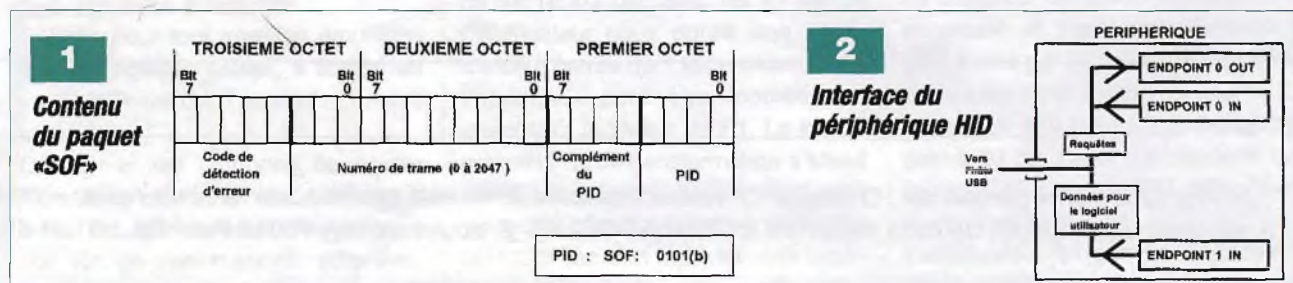 1
Contenu
du paquet
«SOF»
TROISIEME OCTET
DEUXIEME OCTET
PREMIER OCTET
Bit
7
Bit
0
Bit
7
Bit
0
Bit
7
Bit
0
Code de
détection
d'erreur
Numéro de trame (0 à 2047 )
Complément
du
PID
PID
PID : SOF: 0101(b)
2
Interface du
périphérique HID
PERIPHERIQUE
ENDPOINT 0 OUT
ENDPOINT 0 IN
Requêtes
Vers
l'hôte
USB
Données pour
le logiciel
utilisateur
ENDPOINT 1 IN